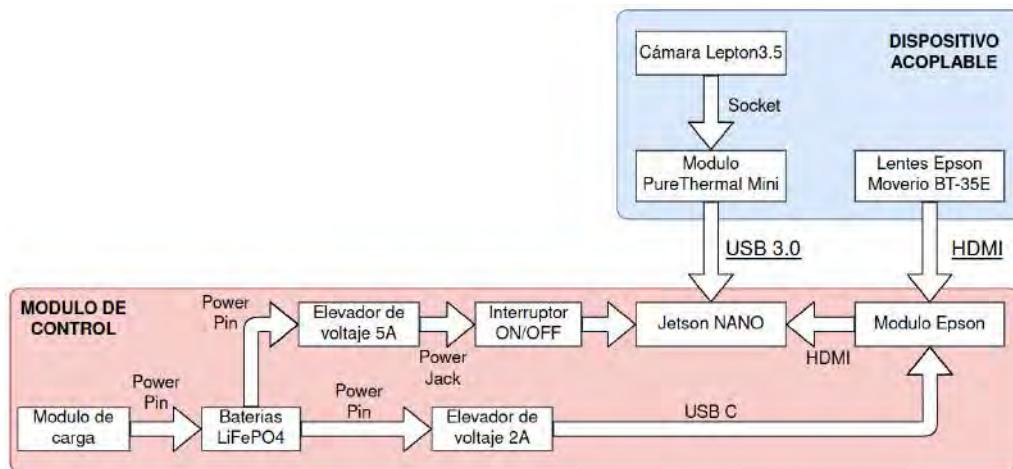 DISPOSITIVO
ACOPLABLE
Cámara Lepton3.5
Socket
Modulo
PureThermal Mini
Lentes Epson
Moverio BT-35E
USB 3.0
HDMI
MODULO DE
CONTROL
Power
Pin
Elevador de
voltaje 5A
Power
Jack
Interruptor
ON/OFF
Jetson NANO
HDMI
Modulo Epson
Modulo de
carga
Power
Pin
Baterias
LiFePO4
Power
Pin
Elevador de
voltaje 2A
USB C